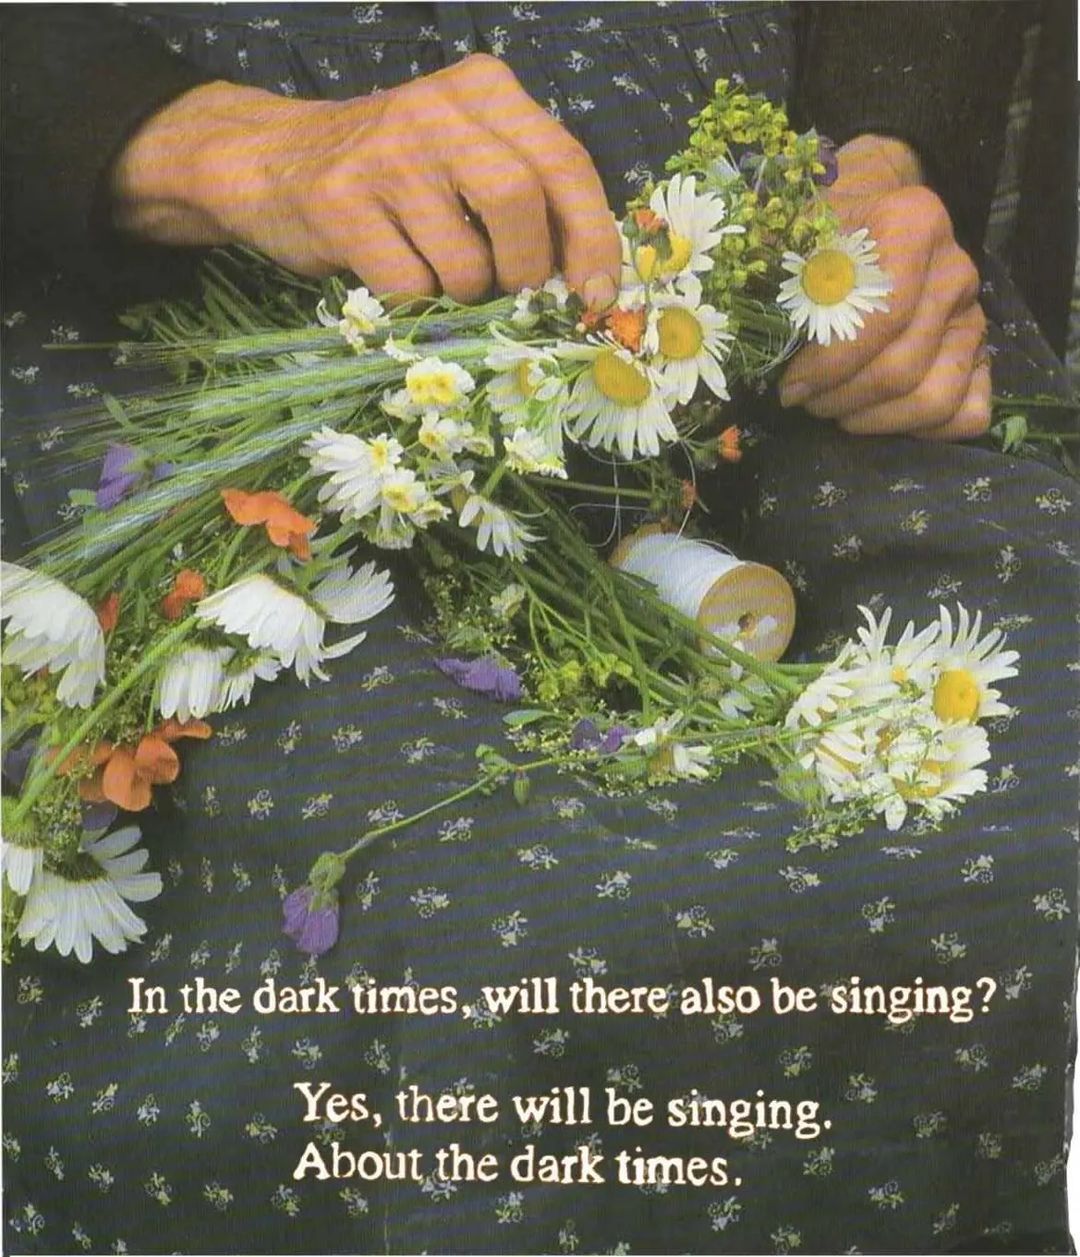 In the dark times, will there also be singing?
Yes, there will be singing.
About the dark times.